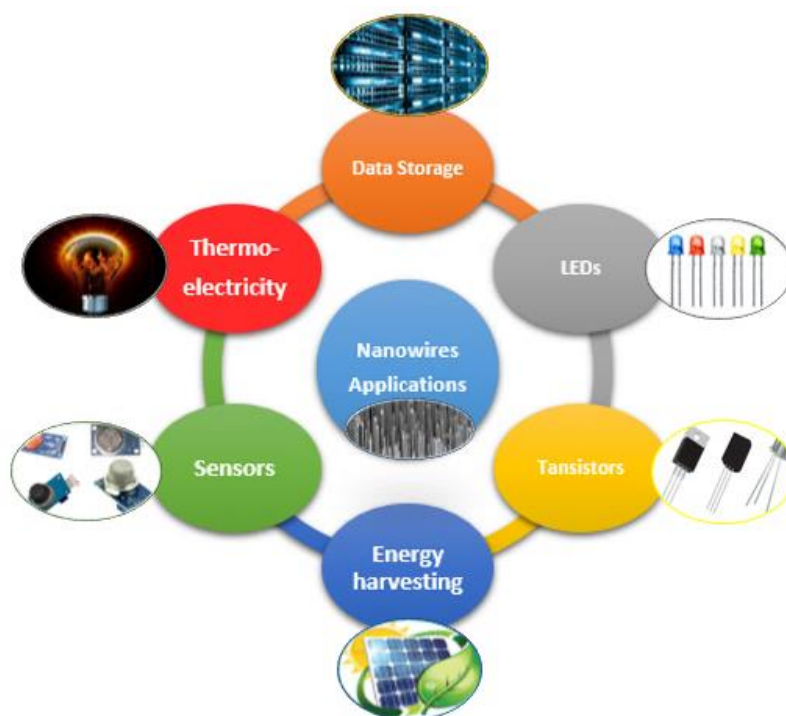 Data Storage
Thermo-
electricity
LEDs
Nanowires
Applications
Sensors
Tansistors
Energy
harvesting